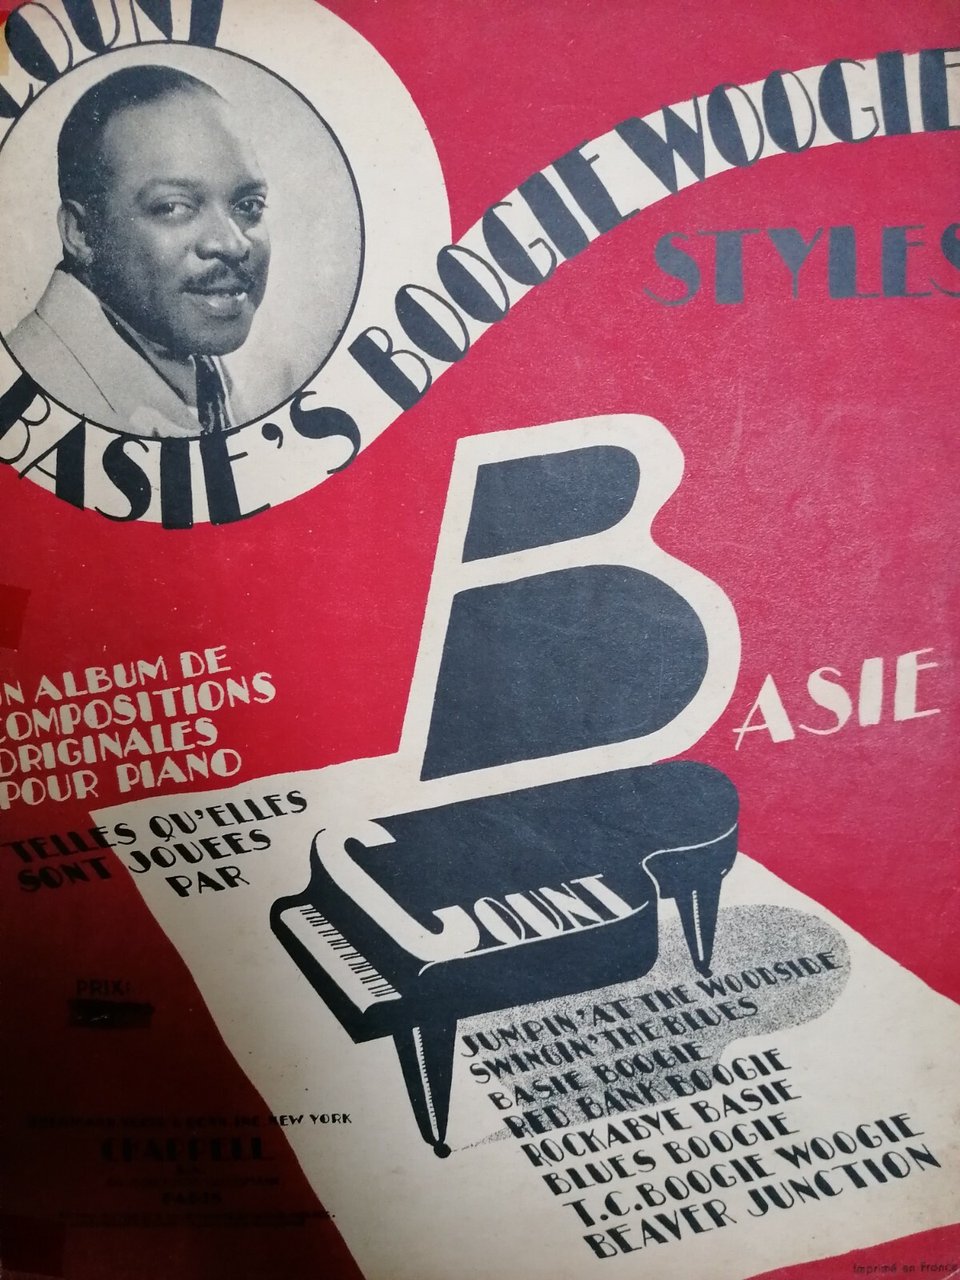 COUNT
BASIE'S BOOGIE WOOGIE
STYLES
BASIE
UN ALBUM DE
COMPOSITIONS
ORIGINALES
POUR PIANO
TELLES QU'ELLES
SONT JOUEES
PAR
COUNT
JUMPIN' AT THE WOODSIDE
SWINGIN' THE BLUES
BASIE BOOGIE
RED BANK BOOGIE
ROCKABYE BASIE
BLUES BOOGIE
T.C. BOOGIE WOOGIE
BEAVER JUNCTION
PRIX:
NEW YORK
CHAPPELL
PARIS
Imprimé en France